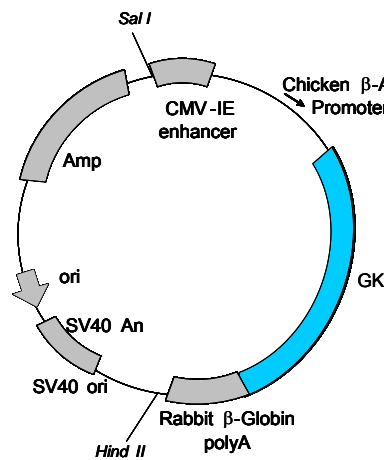 Sal I
CMV-IE
enhancer
Chicken β-A
Promoter
Amp
GK
ori
SV40 An
SV40 ori
Rabbit β-Globin
polyA
Hind II